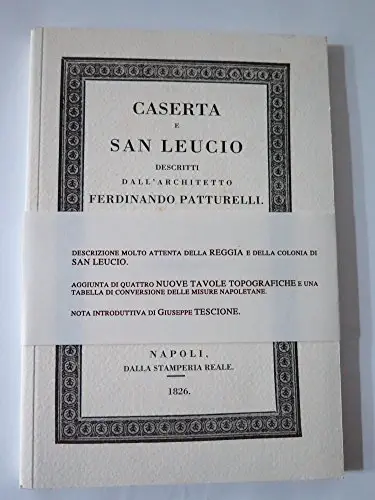 CASERTA
E
SAN LEUCIO
DESCRITTI
DALL'ARCHITETTO
FERDINANDO PATTURELLI.
DESCRIZIONE MOLTO ATTENTA DELLA REGGIA E DELLA COLONIA DI
SAN LEUCIO.
AGGIUNTA DI QUATTRO NUOVE TAVOLE TOPOGRAFICHE E UNA
TABELLA DI CONVERSIONE DELLE MISURE NAPOLETANE.
NOTA INTRODUTTIVA DI GIUSEPPE TESCIONE.
NAPOLI,
DALLA STAMPERIA REALE.
1826.